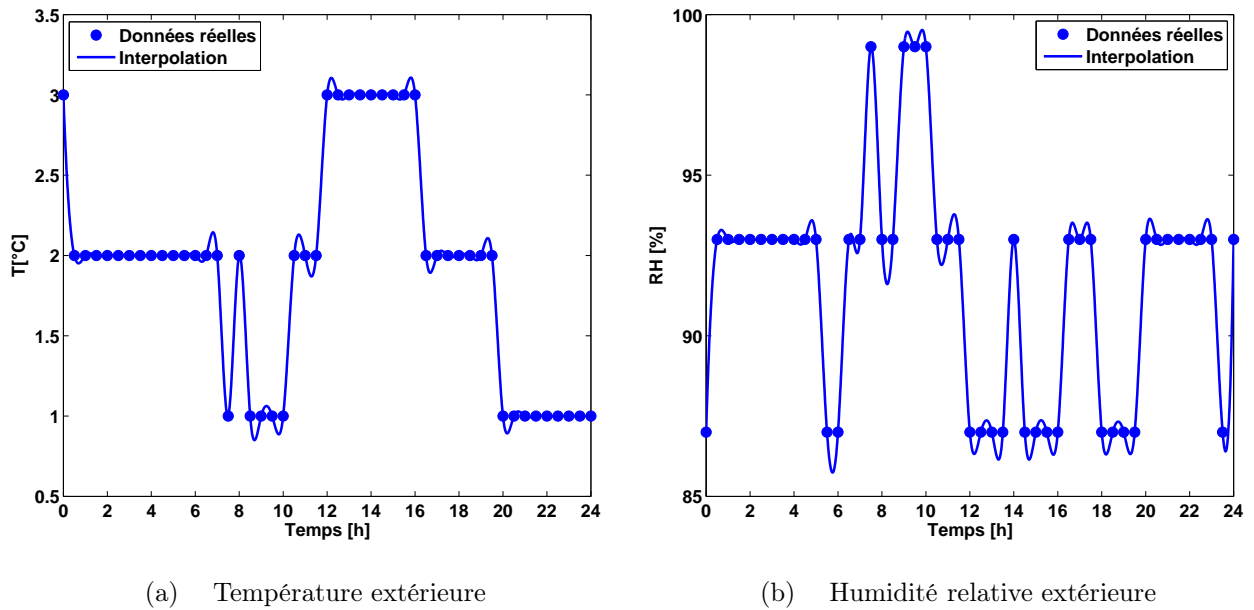 3.5
3
2.5
2
1.5
1
0.5
0 2 4 6 8 10 12 14 16 18 20 22 24
Temps [h]
T[°C]
Données réelles
Interpolation
(a) Température extérieure
100
95
90
85
0 2 4 6 8 10 12 14 16 18 20 22 24
Temps [h]
RH [%]
Données réelles
Interpolation
(b) Humidité relative extérieure